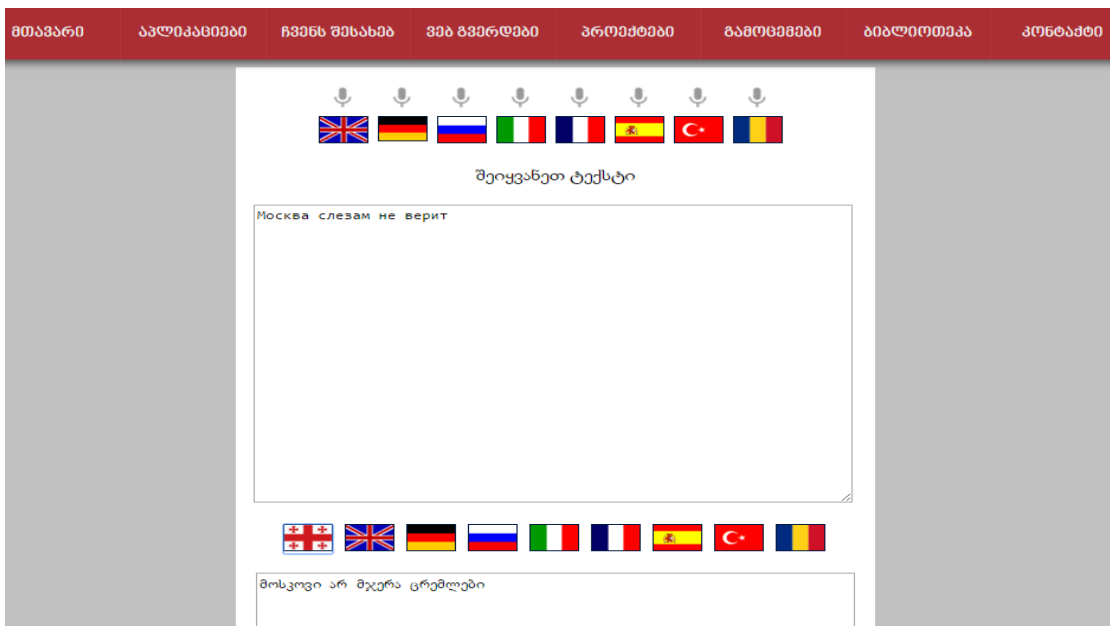 მთავარი აპლიკაციები ჩვენს შესახებ ვებ გვერდები პროექტები გამოცემები ბიბლიოთეკა კონტაქტი
შეიყვანეთ ტექსტი
Москва слезам не верит
მოსკოვი არ მჯერა ცრემლები